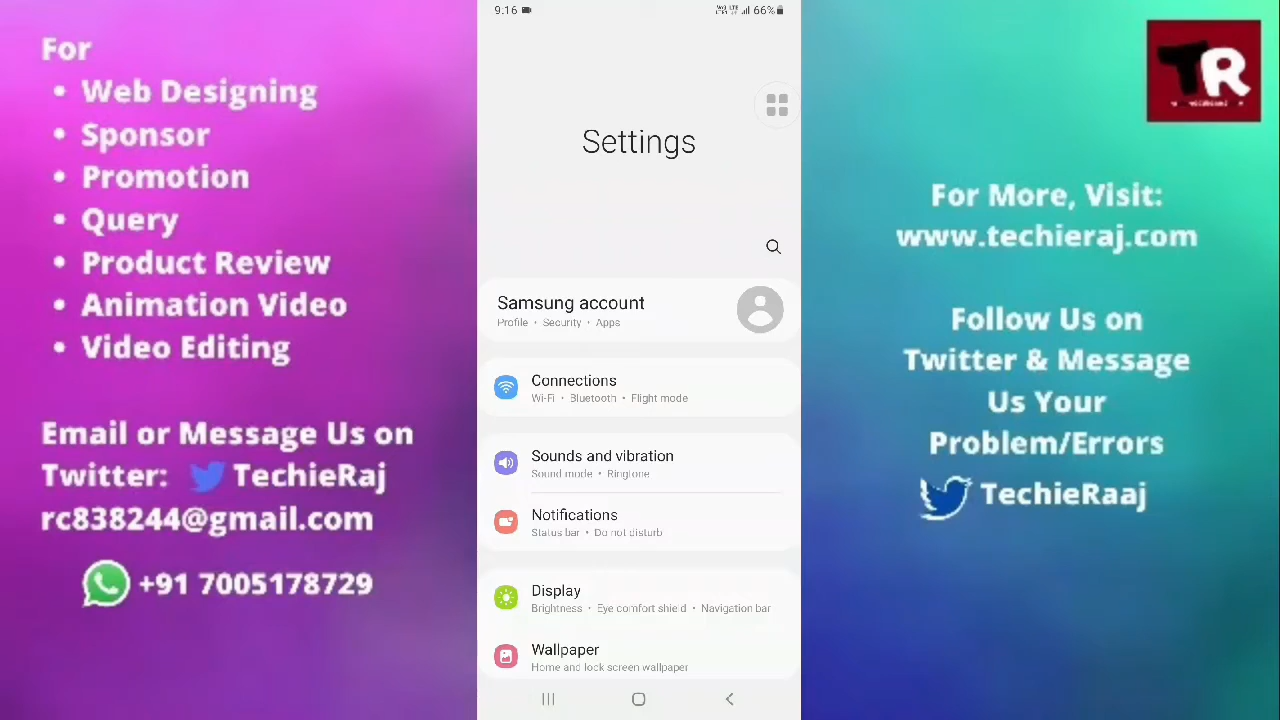 For
• Web Designing
• Sponsor
• Promotion
• Query
• Product Review
• Animation Video
• Video Editing
Email or Message Us on
Twitter: TechieRaj
rc838244@gmail.com
+91 7005178729
9:16
66%
Settings
Samsung account
Profile • Security • Apps
Connections
Wi-Fi • Bluetooth • Flight mode
Sounds and vibration
Sound mode • Ringtone
Notifications
Status bar • Do not disturb
Display
Brightness • Eye comfort shield • Navigation bar
Wallpaper
Home and lock screen wallpaper
TR
For More, Visit:
www.techieraj.com
Follow Us on
Twitter & Message
Us Your
Problem/Errors
TechieRaaj